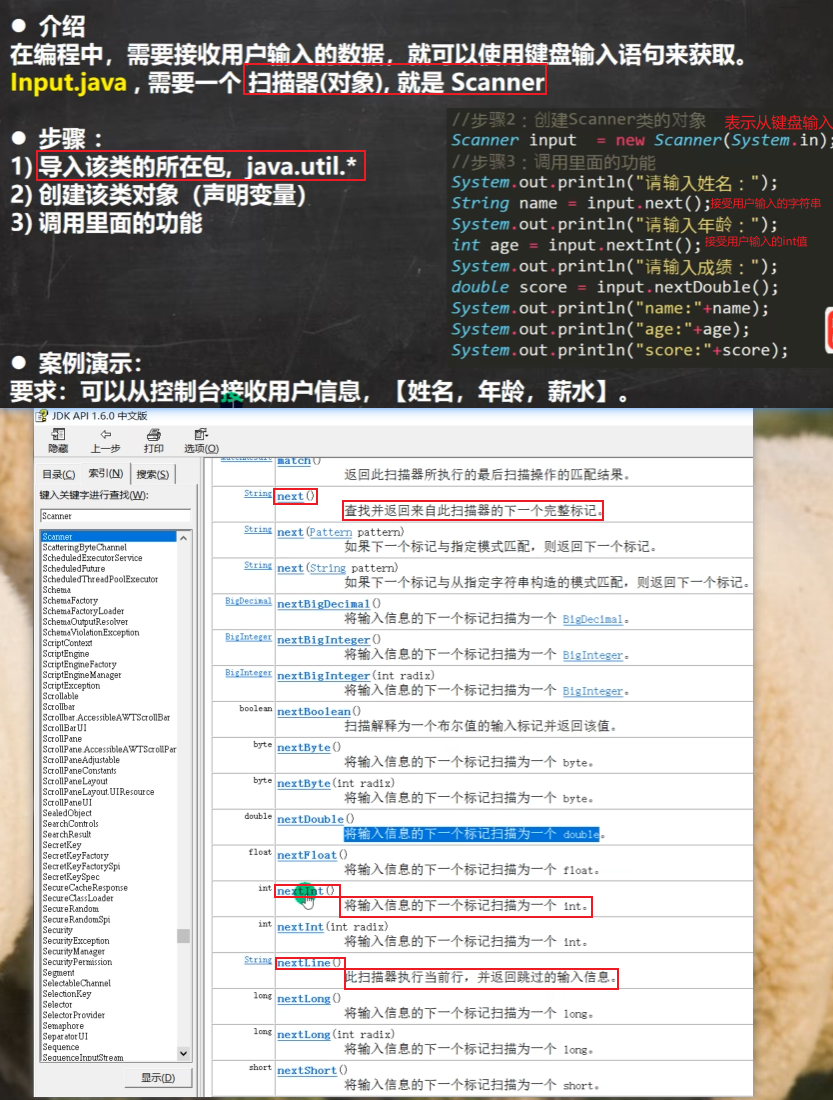 ● 介绍
在编程中，需要接收用户输入的数据，就可以使用键盘输入语句来获取。
Input.java , 需要一个 扫描器(对象), 就是 Scanner
● 步骤 ：
1) 导入该类的所在包, java.util.*
2) 创建该类对象（声明变量）
3) 调用里面的功能
//步骤2：创建Scanner类的对象 表示从键盘输入
Scanner input = new Scanner(System.in);
//步骤3：调用里面的功能
System.out.println("请输入姓名：");
String name = input.next();接受用户输入的字符串
System.out.println("请输入年龄：");
int age = input.nextInt();接受用户输入的int值
System.out.println("请输入成绩：");
double score = input.nextDouble();
System.out.println("name:"+name);
System.out.println("age:"+age);
System.out.println("score:"+score);
● 案例演示：
要求：可以从控制台接收用户信息，【姓名，年龄，薪水】。
JDK API 1.6.0 中文版
隐藏 上一步 打印 选项(O)
目录(C) 索引(N) 搜索(S)
键入关键字进行查找(W):
Scanner
Scanner
ScatteringByteChannel
ScheduledExecutorService
ScheduledFuture
ScheduledThreadPoolExecutor
Schema
SchemaFactory
SchemaFactoryLoader
SchemaOutputResolver
SchemaViolationException
ScriptContext
ScriptEngine
ScriptEngineFactory
ScriptEngineManager
ScriptException
Scrollable
Scrollbar
Scrollbar.AccessibleAWTScrollBar
ScrollBarUI
ScrollPane
ScrollPane.AccessibleAWTScrollPar
ScrollPaneAdjustable
ScrollPaneConstants
ScrollPaneLayout
ScrollPaneLayout.UIResource
ScrollPaneUI
SealedObject
SearchControls
SearchResult
SecretKey
SecretKeyFactory
SecretKeyFactorySpi
SecretKeySpec
SecureCacheResponse
SecureClassLoader
SecureRandom
SecureRandomSpi
Security
SecurityException
SecurityManager
SecurityPermission
Segment
SelectableChannel
SelectionKey
Selector
SelectorProvider
Semaphore
SeparatorUI
Sequence
SequenceInputStream
显示(D)
MatchResult match()
返回此扫描器所执行的最后扫描操作的匹配结果。
String next()
查找并返回来自此扫描器的下一个完整标记。
String next(Pattern pattern)
如果下一个标记与指定模式匹配，则返回下一个标记。
String next(String pattern)
如果下一个标记与从指定字符串构造的模式匹配，则返回下一个标记。
BigDecimal nextBigDecimal()
将输入信息的下一个标记扫描为一个 BigDecimal。
BigInteger nextBigInteger()
将输入信息的下一个标记扫描为一个 BigInteger。
BigInteger nextBigInteger(int radix)
将输入信息的下一个标记扫描为一个 BigInteger。
boolean nextBoolean()
扫描解释为一个布尔值的输入标记并返回该值。
byte nextByte()
将输入信息的下一个标记扫描为一个 byte。
byte nextByte(int radix)
将输入信息的下一个标记扫描为一个 byte。
double nextDouble()
将输入信息的下一个标记扫描为一个 double。
float nextFloat()
将输入信息的下一个标记扫描为一个 float。
int nextInt()
将输入信息的下一个标记扫描为一个 int。
int nextInt(int radix)
将输入信息的下一个标记扫描为一个 int。
String nextLine()
此扫描器执行当前行，并返回跳过的输入信息。
long nextLong()
将输入信息的下一个标记扫描为一个 long。
long nextLong(int radix)
将输入信息的下一个标记扫描为一个 long。
short nextShort()
将输入信息的下一个标记扫描为一个 short。